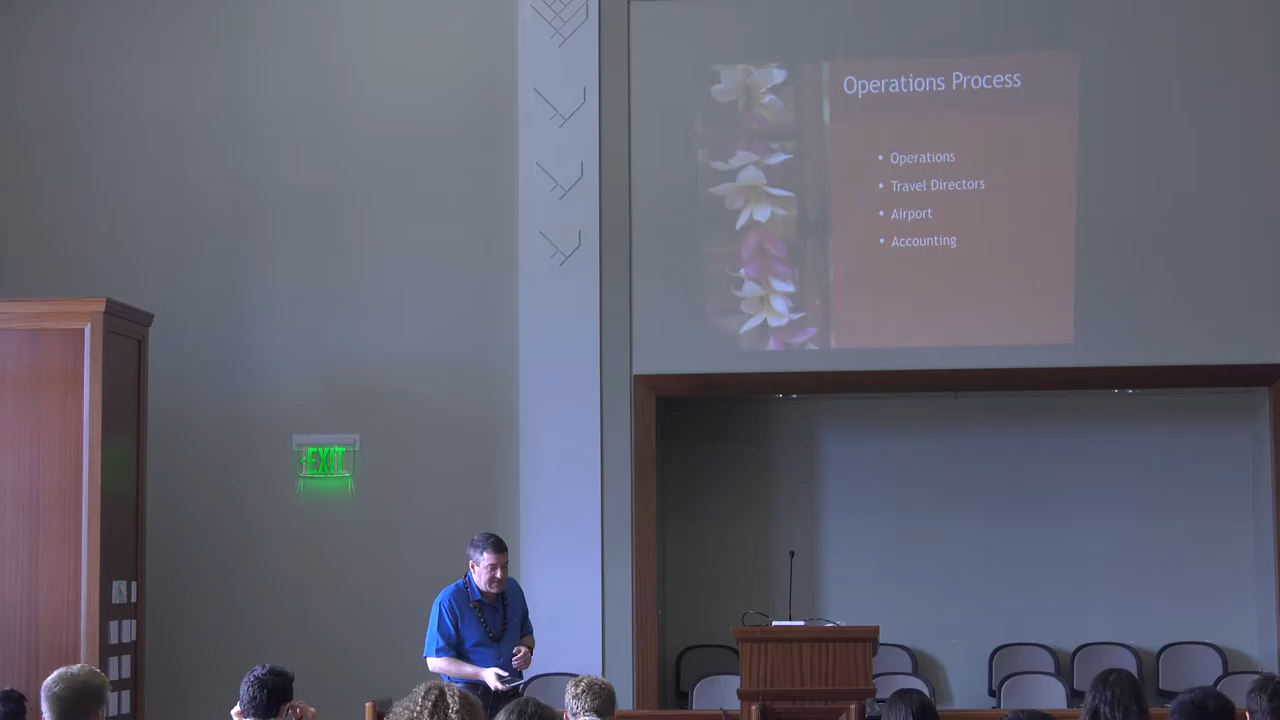 Operations Process
• Operations
• Travel Directors
• Airport
• Accounting
EXIT